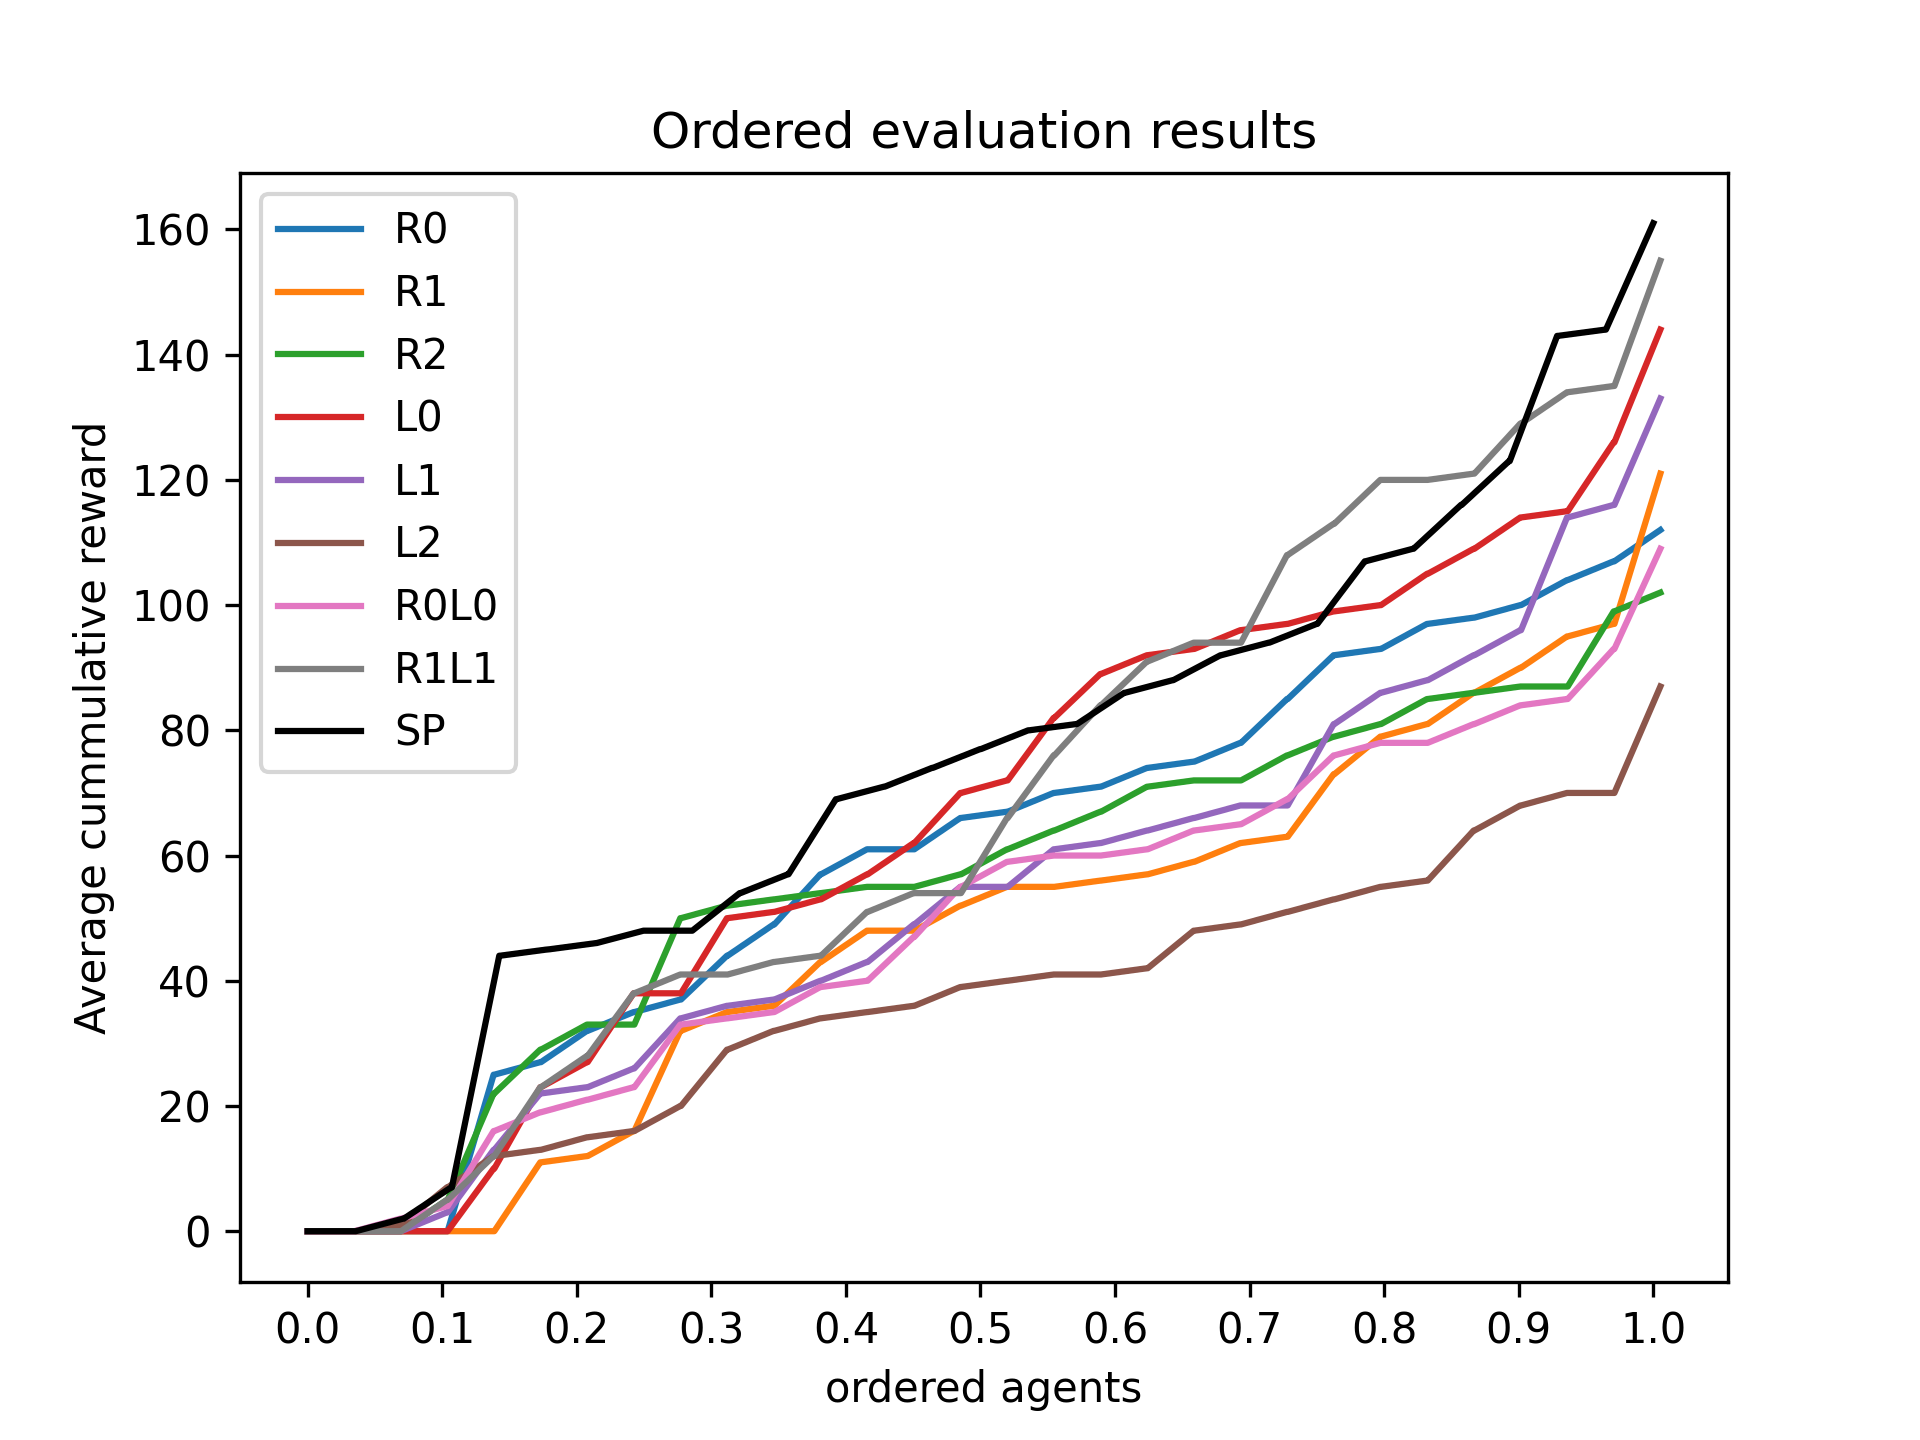 Ordered evaluation results
Average cummulative reward
160
140
120
100
80
60
40
20
0
R0
R1
R2
L0
L1
L2
R0L0
R1L1
SP
0.0 0.1 0.2 0.3 0.4 0.5 0.6 0.7 0.8 0.9 1.0
ordered agents